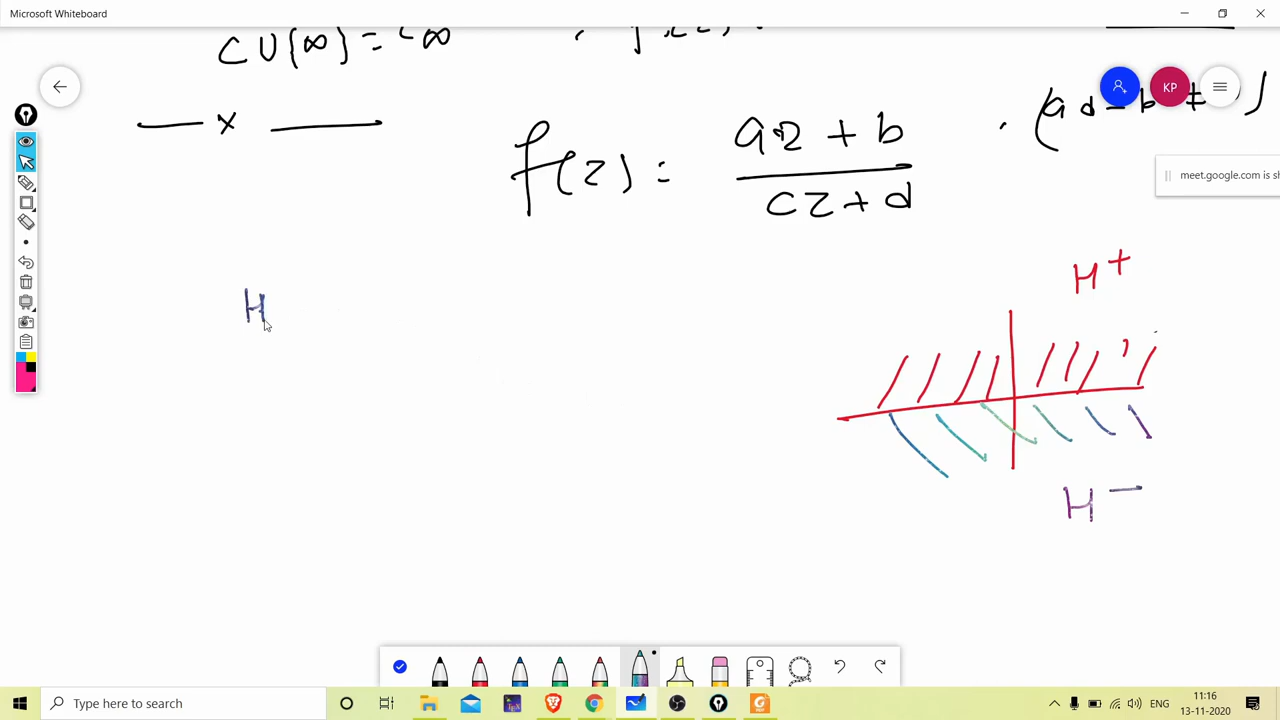 Microsoft Whiteboard
C U {∞} = C∞
KP
x
f(z) = az + b
cz + d
meet.google.com is sh
H+
H
H−
Type here to search
11:16
13-11-2020